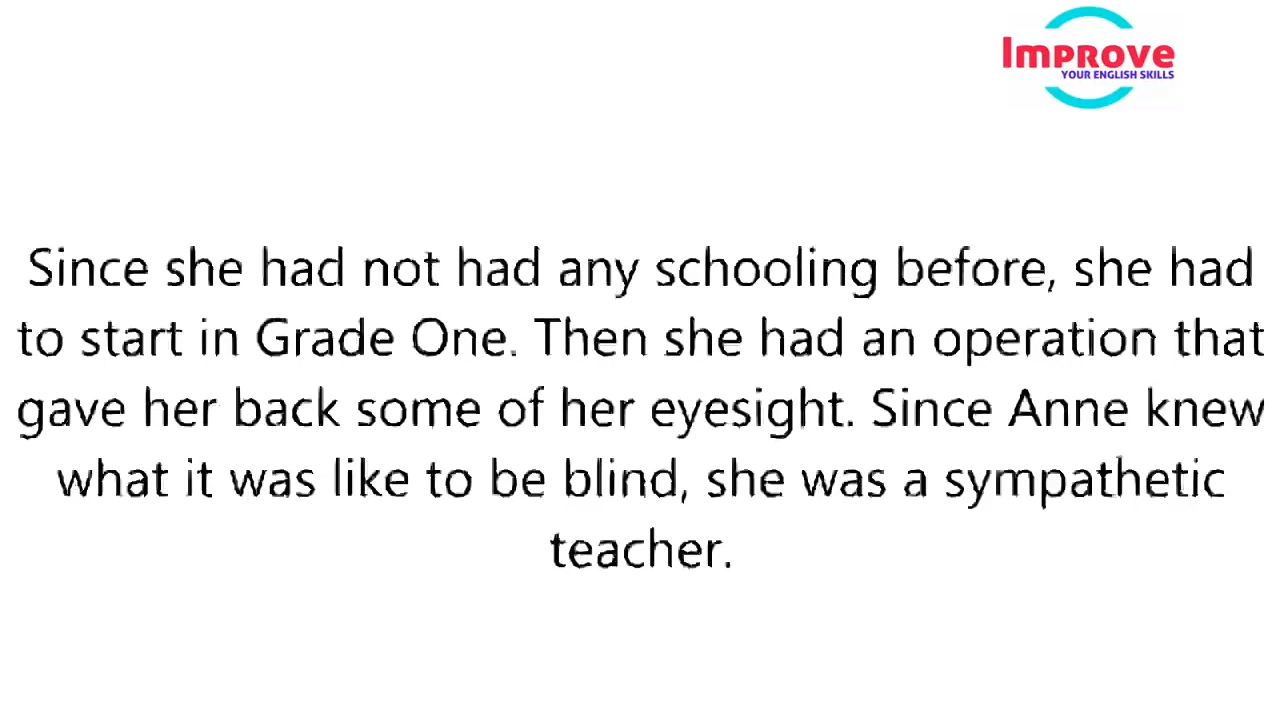 Improve
YOUR ENGLISH SKILLS
Since she had not had any schooling before, she had
to start in Grade One. Then she had an operation that
gave her back some of her eyesight. Since Anne knew
what it was like to be blind, she was a sympathetic
teacher.